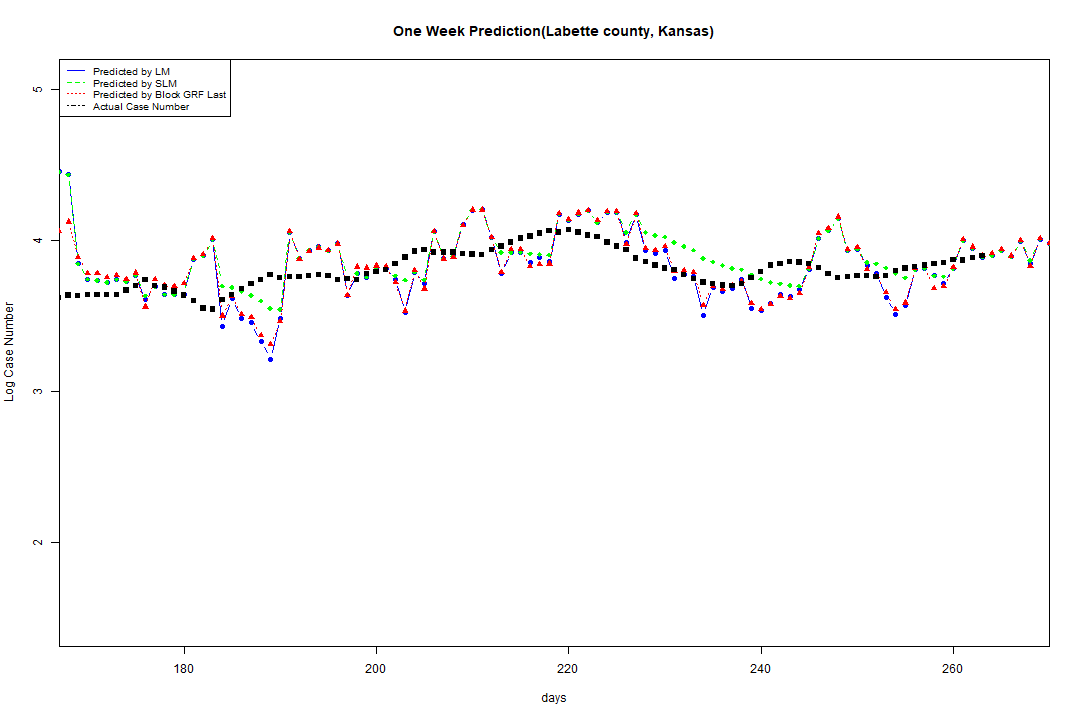 One Week Prediction(Labette county, Kansas)
Predicted by LM
Predicted by SLM
Predicted by Block GRF Last
Actual Case Number
5
4
3
2
Log Case Number
180 200 220 240 260
days